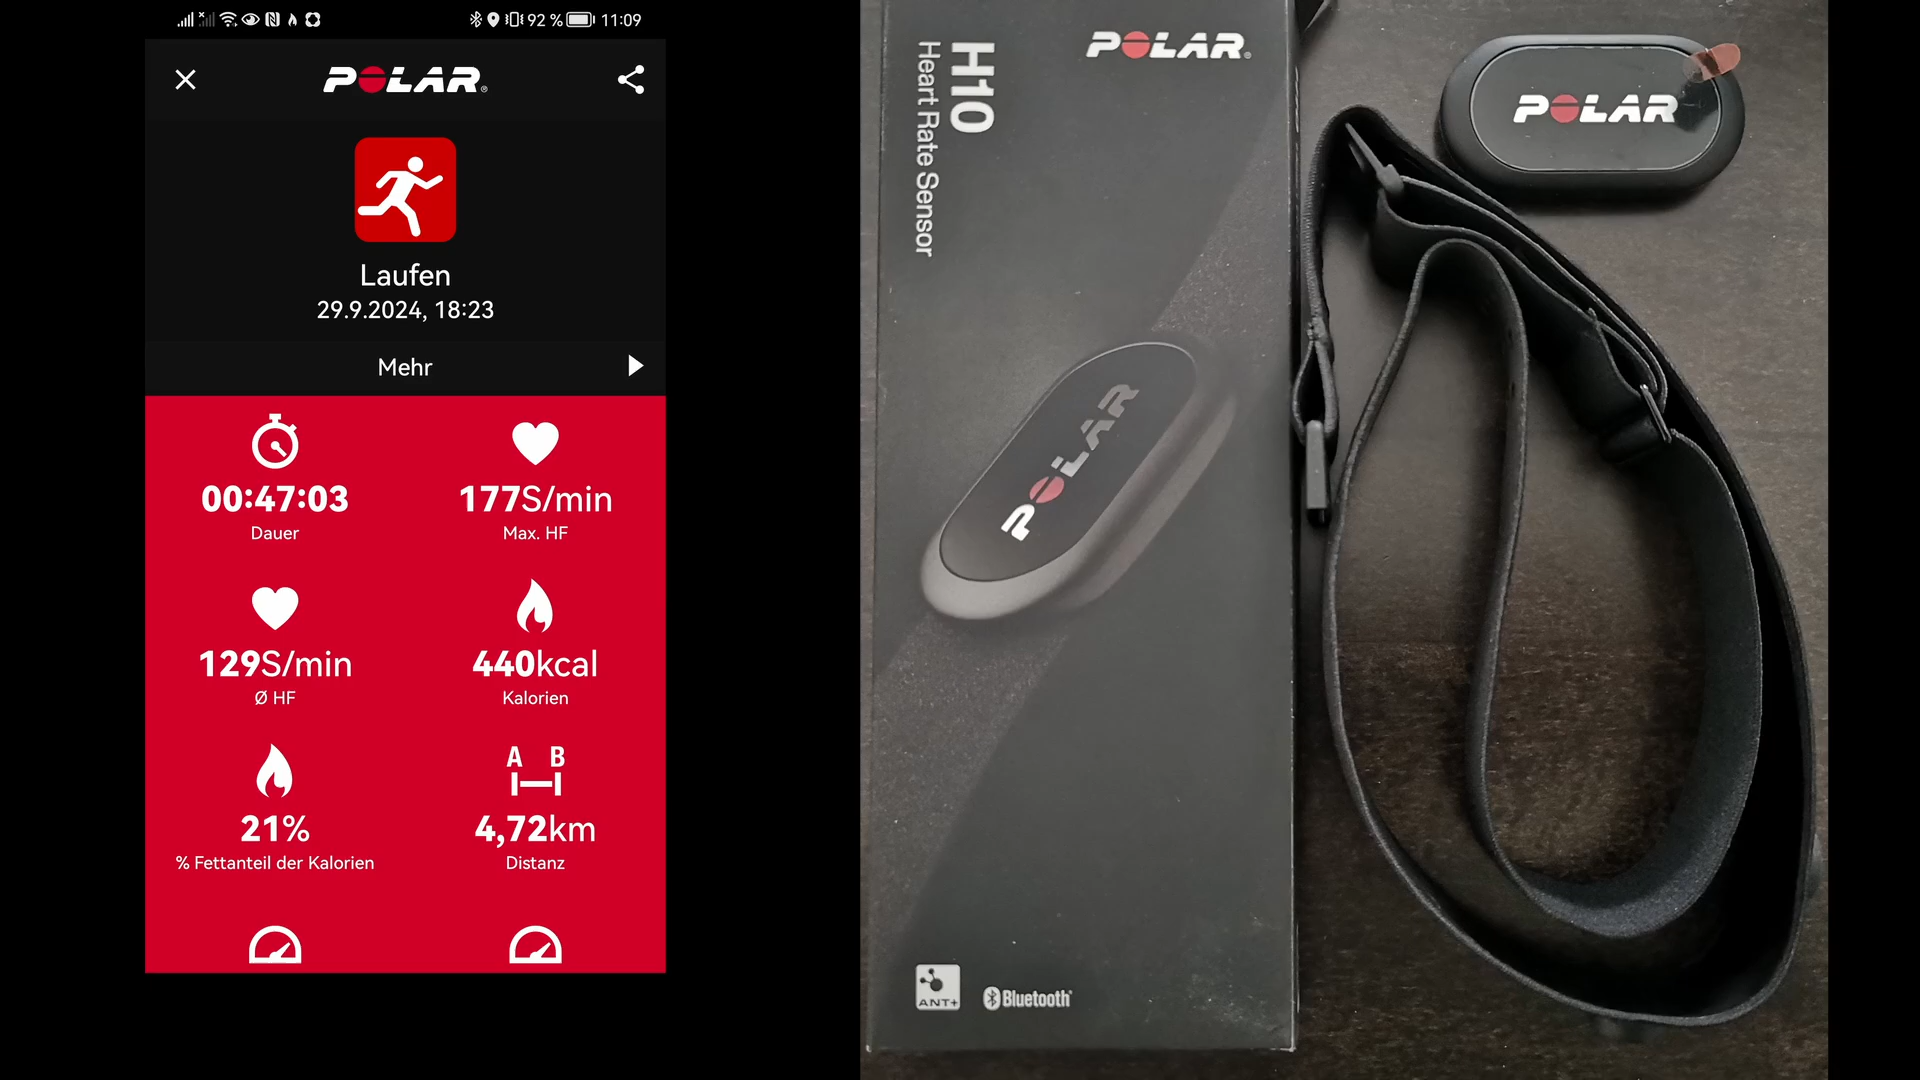 92 % 11:09
POLAR
Laufen
29.9.2024, 18:23
Mehr
00:47:03
Dauer
177S/min
Max. HF
129S/min
Ø HF
440kcal
Kalorien
21%
% Fettanteil der Kalorien
A B
4,72km
Distanz
POLAR
H10
Heart Rate Sensor
POLAR
ANT+
Bluetooth
POLAR